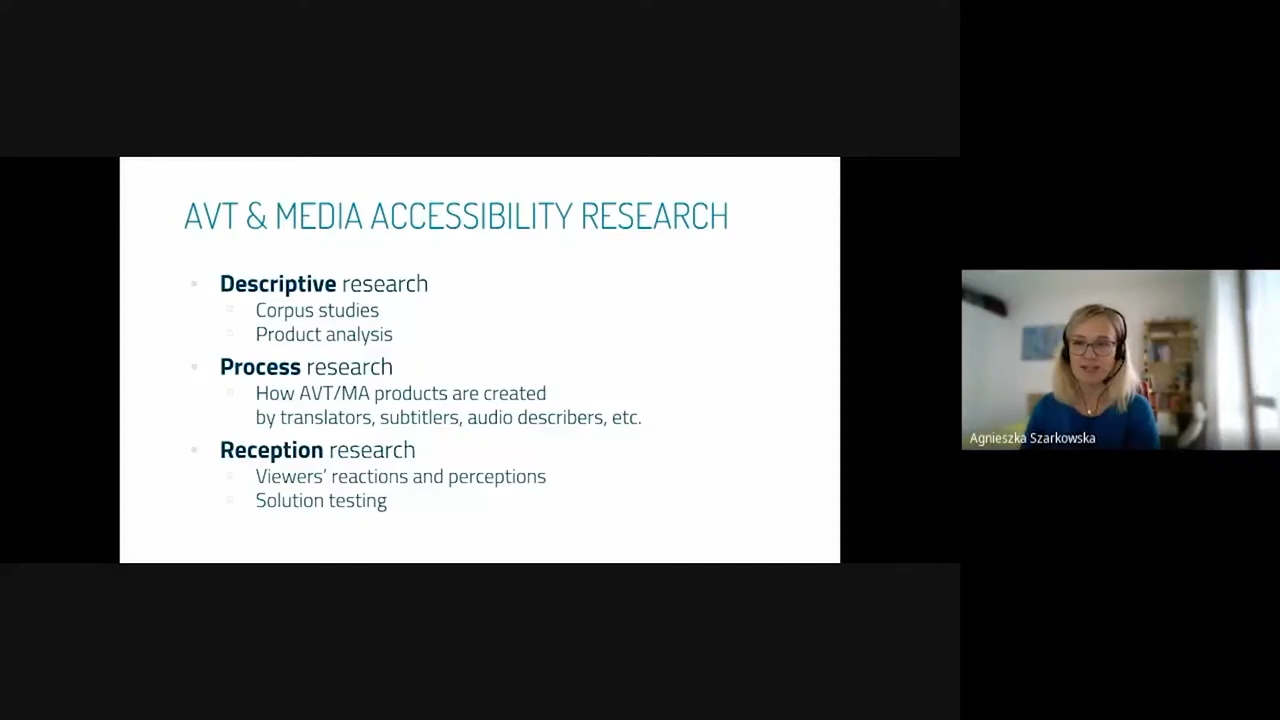 AVT & MEDIA ACCESSIBILITY RESEARCH
Descriptive research
Corpus studies
Product analysis
Process research
How AVT/MA products are created
by translators, subtitlers, audio describers, etc.
Reception research
Viewers’ reactions and perceptions
Solution testing
Agnieszka Szarkowska